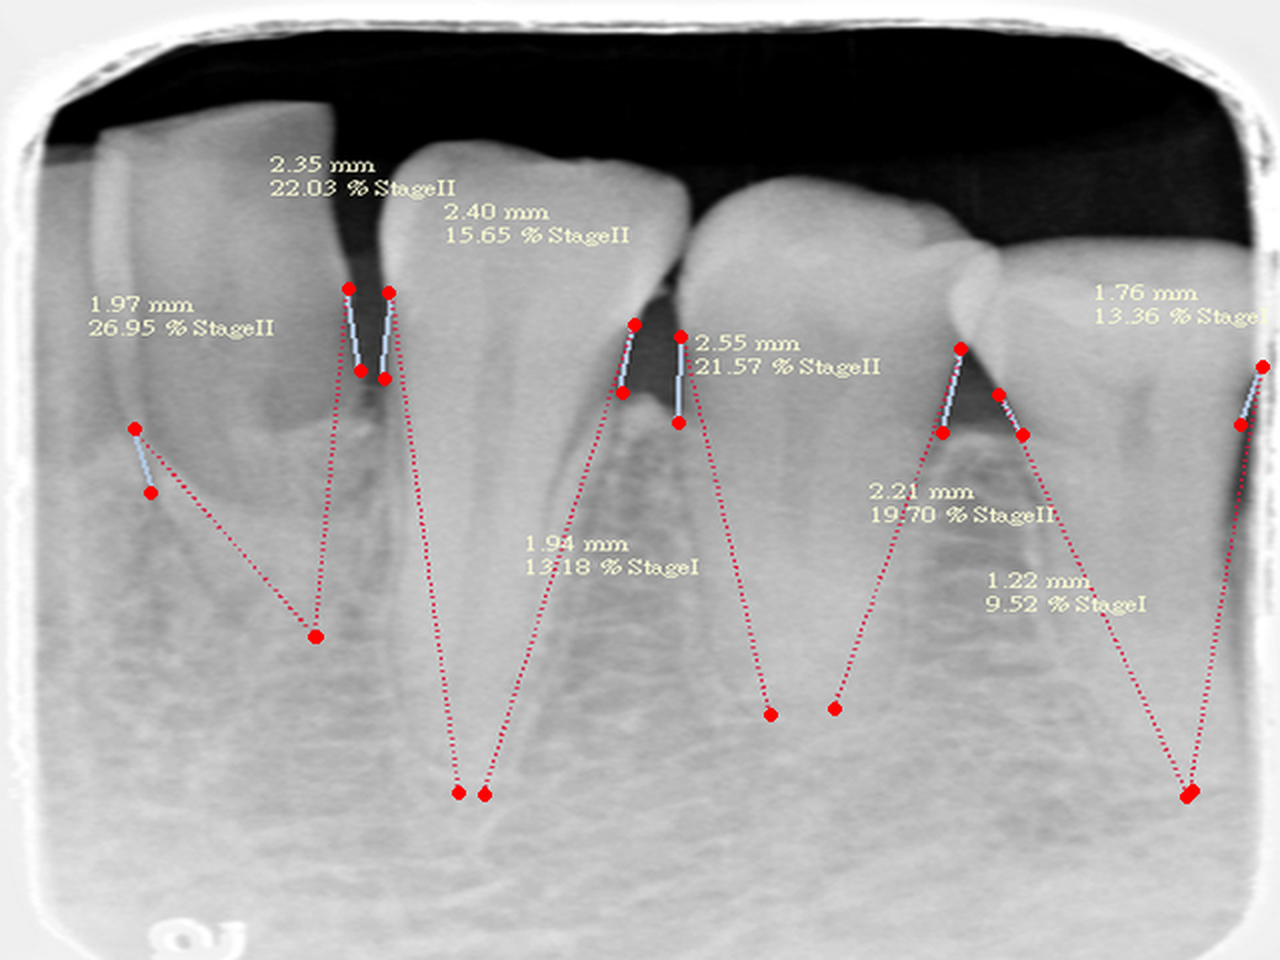 2.35 mm
22.03 % StageII
2.40 mm
15.65 % StageII
1.97 mm
26.95 % StageII
1.76 mm
13.36 % Stage
2.55 mm
21.57 % StageII
2.21 mm
19.70 % StageII
1.94 mm
13.18 % StageI
1.22 mm
9.52 % StageI